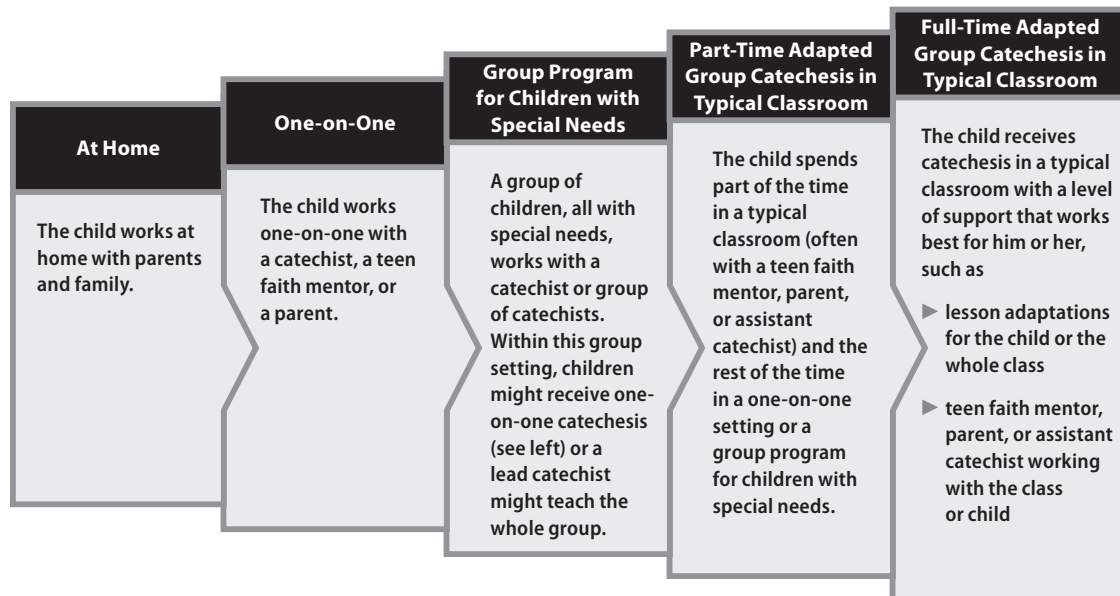 At Home
The child works at
home with parents
and family.
One-on-One
The child works
one-on-one with
a catechist, a teen
faith mentor, or
a parent.
Group Program
for Children with
Special Needs
A group of
children, all with
special needs,
works with a
catechist or group
of catechists.
Within this group
setting, children
might receive one-
on-one catechesis
(see left) or a
lead catechist
might teach the
whole group.
Part-Time Adapted
Group Catechesis in
Typical Classroom
The child spends
part of the time
in a typical
classroom (often
with a teen faith
mentor, parent,
or assistant
catechist) and the
rest of the time
in a one-on-one
setting or a
group program
for children with
special needs.
Full-Time Adapted
Group Catechesis in
Typical Classroom
The child receives
catechesis in a typical
classroom with a level
of support that works
best for him or her,
such as
► lesson adaptations
for the child or the
whole class
► teen faith mentor,
parent, or assistant
catechist working
with the class
or child